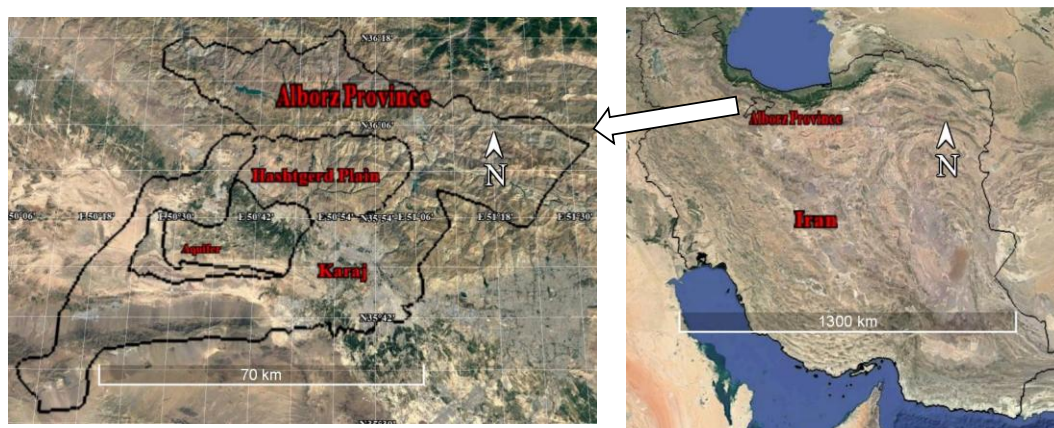 N36°18'
Alborz Province
N36°06'
N
Hashtgerd Plain
50°06'
E 50°18'
E 50°30'
E 50°42'
E 50°54'
N35°54'
E 51°06'
E 51°18'
E 51°30'
Aquifer
Karaj
N35°42'
70 km
Alborz Province
N
Iran
1300 km